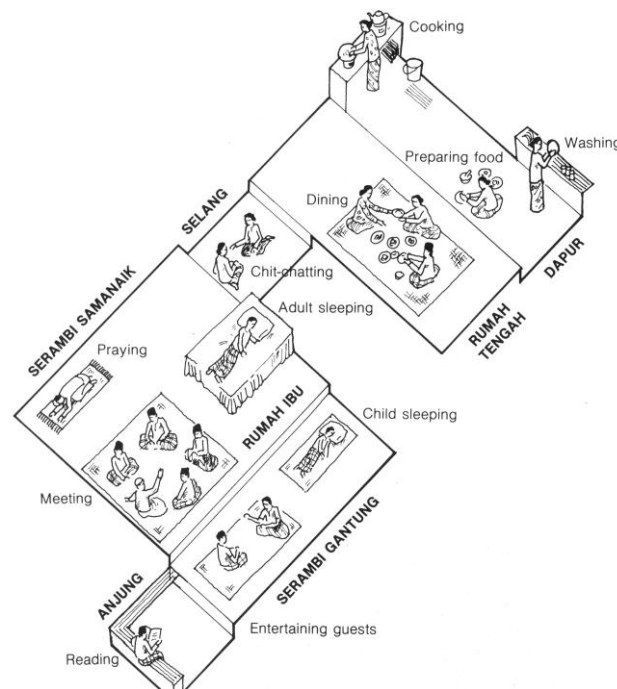 Cooking
Washing
Preparing food
Dining
SELANG
Chit-chatting
DAPUR
RUMAH
TENGAH
SERAMBI SAMANAIK
Adult sleeping
Praying
RUMAH IBU
Child sleeping
Meeting
SERAMBI GANTUNG
ANJUNG
Entertaining guests
Reading